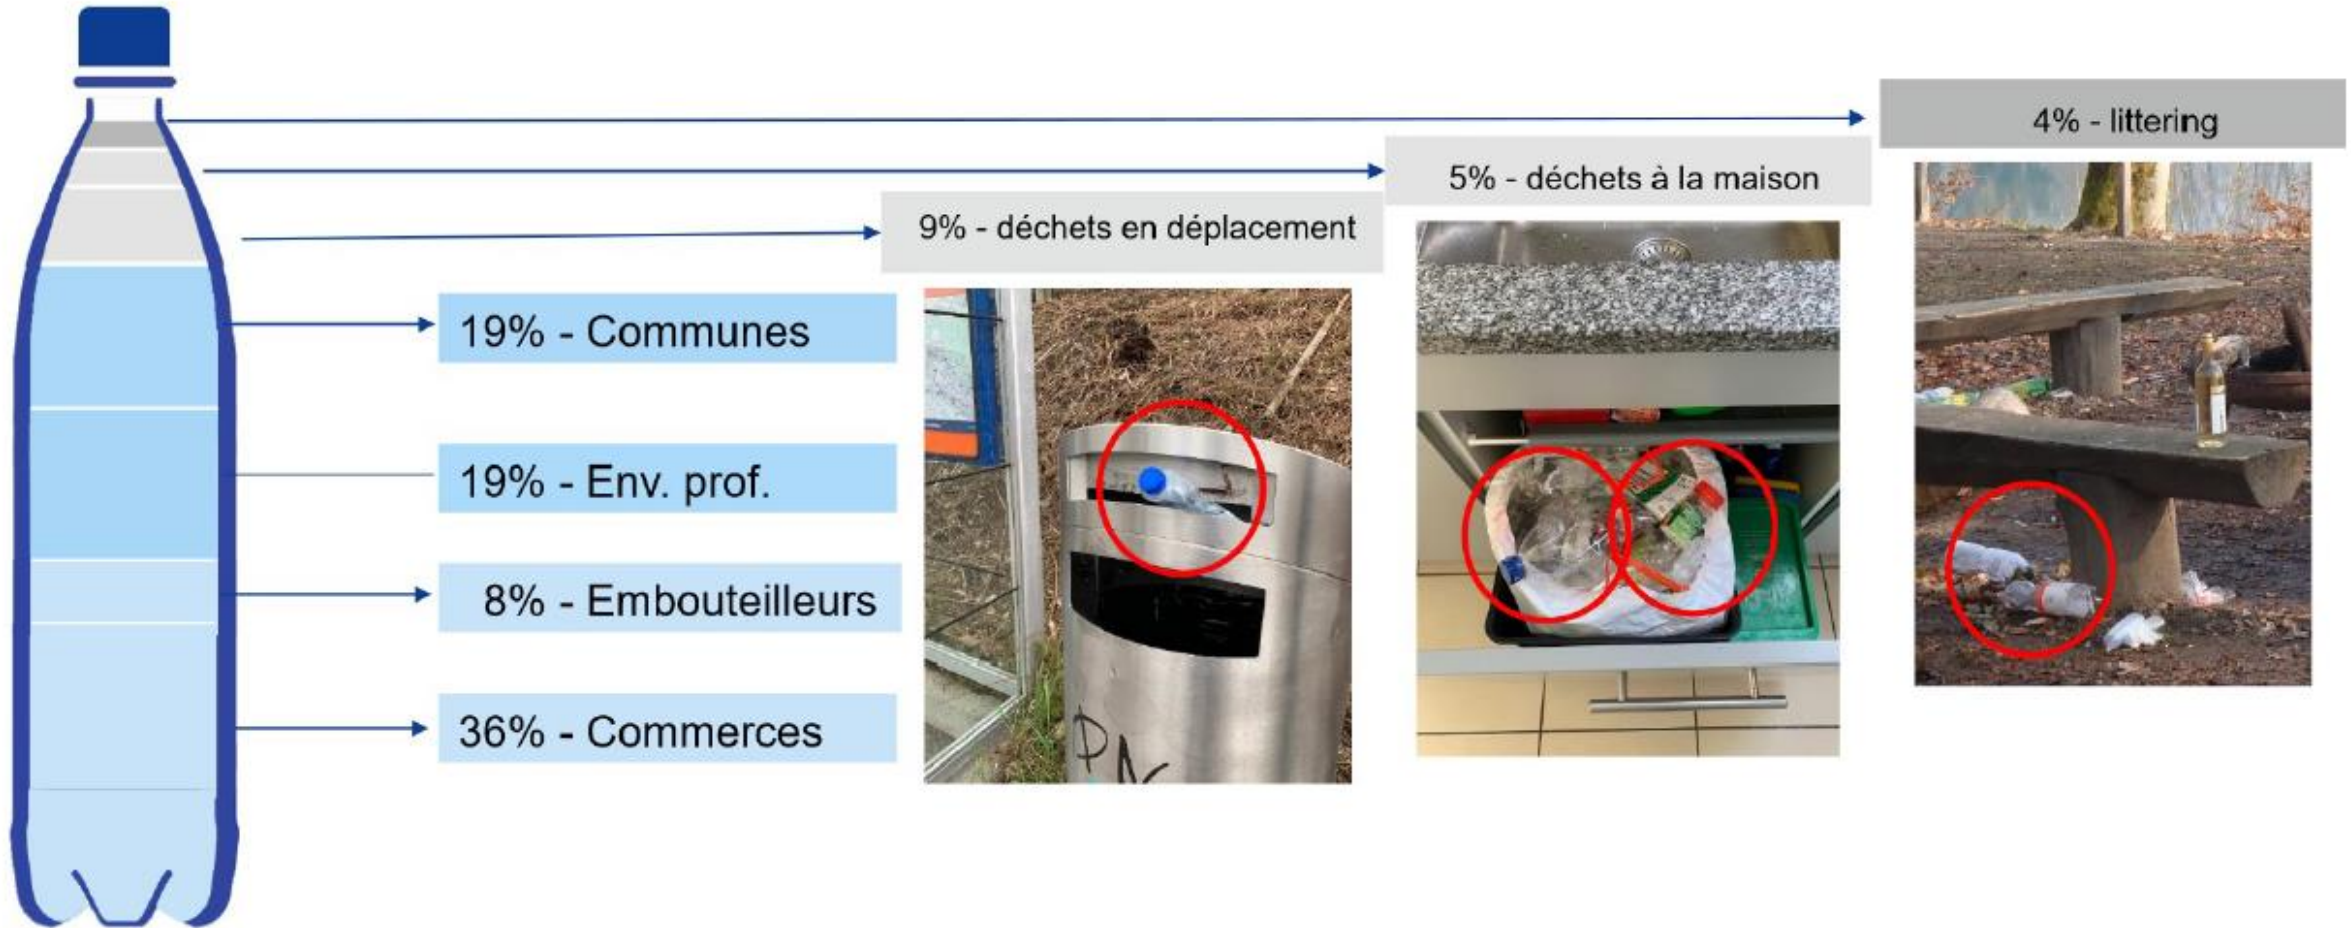 4% - littering
5% - déchets à la maison
9% - déchets en déplacement
19% - Communes
19% - Env. prof.
8% - Embouteilleurs
36% - Commerces